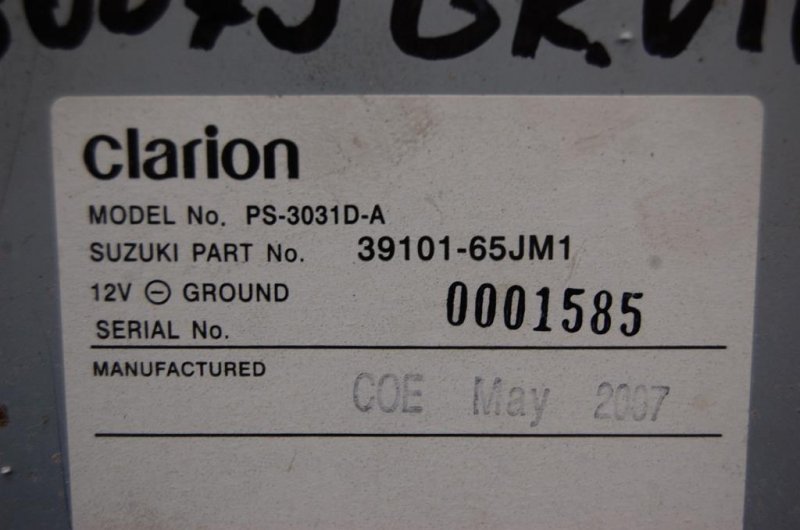 clarion
MODEL No. PS-3031D-A
SUZUKI PART No. 39101-65JM1
12V ⊖ GROUND
SERIAL No. 0001585
MANUFACTURED
COE May 2007